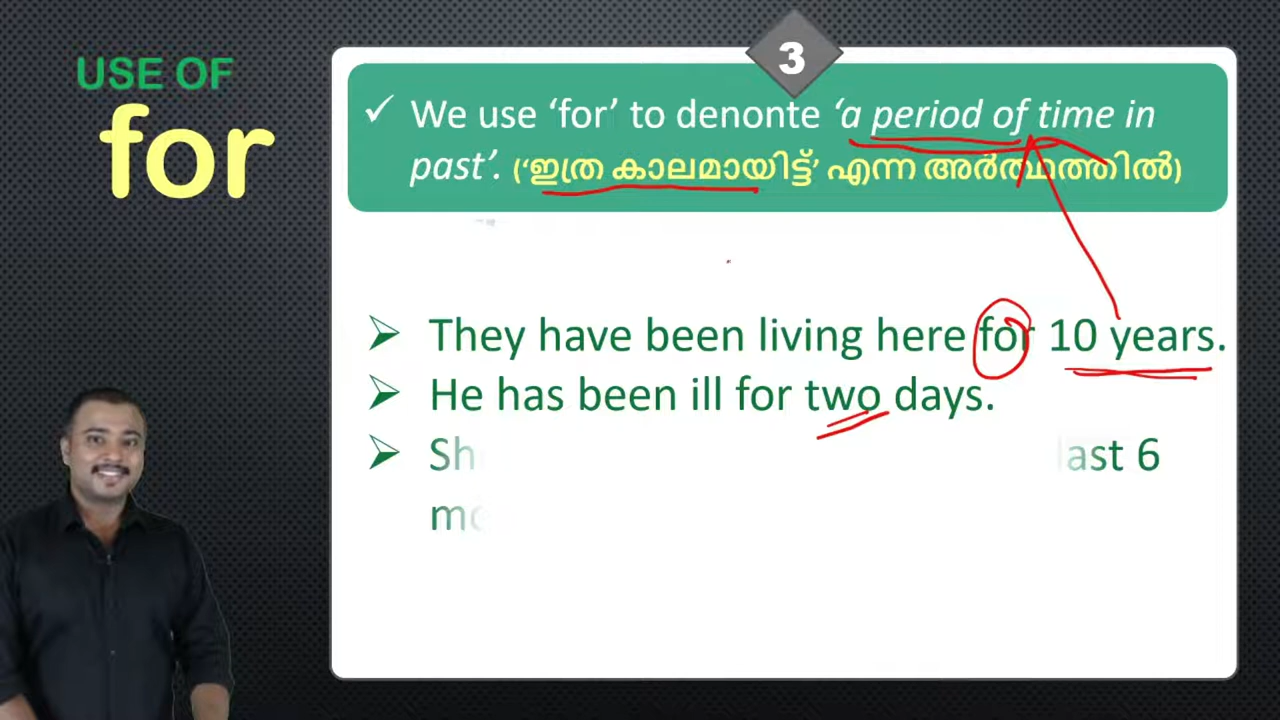 USE OF
for
3
✓ We use ‘for’ to denonte ‘a period of time in
past’. (‘ഇത്ര കാലമായിട്ട്’ എന്ന അർത്ഥത്തിൽ)
➢ They have been living here for 10 years.
➢ He has been ill for two days.
➢ last 6